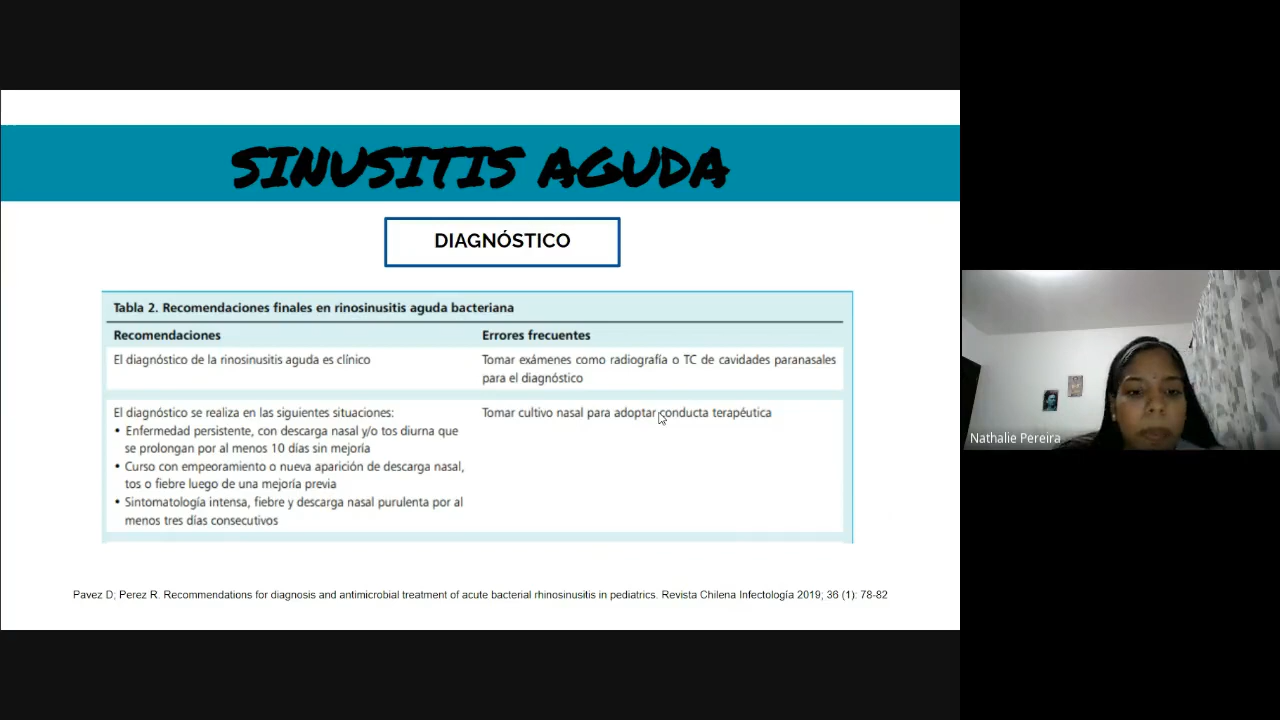 SINUSITIS AGUDA
DIAGNÓSTICO
Tabla 2. Recomendaciones finales en rinosinusitis aguda bacteriana
Recomendaciones
Errores frecuentes
El diagnóstico de la rinosinusitis aguda es clínico
Tomar exámenes como radiografía o TC de cavidades paranasales
para el diagnóstico
El diagnóstico se realiza en las siguientes situaciones:
• Enfermedad persistente, con descarga nasal y/o tos diurna que
se prolongan por al menos 10 días sin mejoría
• Curso con empeoramiento o nueva aparición de descarga nasal,
tos o fiebre luego de una mejoría previa
• Sintomatología intensa, fiebre y descarga nasal purulenta por al
menos tres días consecutivos
Tomar cultivo nasal para adoptar conducta terapéutica
Pavez D; Perez R. Recommendations for diagnosis and antimicrobial treatment of acute bacterial rhinosinusitis in pediatrics. Revista Chilena Infectología 2019; 36 (1): 78-82
Nathalie Pereira